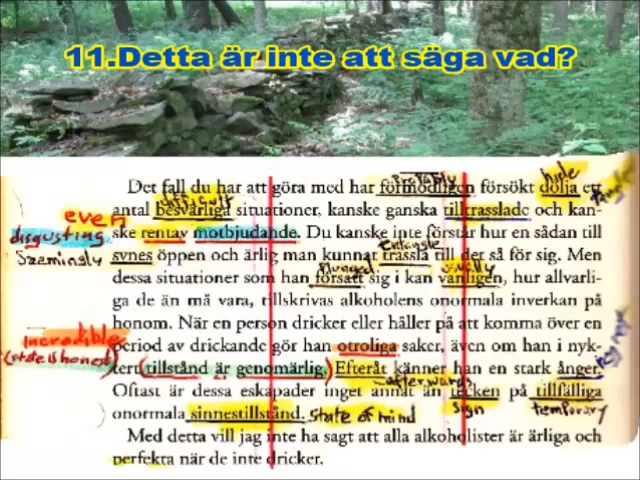 11.Detta är inte att säga vad?
Det fall du har att göra med har förmodligen försökt dölja ett
antal besvärliga situationer, kanske ganska tilltrasslade och kan-
ske rentav motbjudande. Du kanske inte förstår hur en sådan till
synes öppen och ärlig man kunnat trassla till det så för sig. Men
dessa situationer som han försatt sig i kan vanligen, hur allvarli-
ga de än må vara, tillskrivas alkoholens onormala inverkan på
honom. När en person dricker eller håller på att komma över en
period av drickande gör han otroliga saker, även om han i nyk-
tert tillstånd är genomärlig. Efteråt känner han en stark ånger.
Oftast är dessa eskapader inget annat än tecken på tillfälliga
onormala sinnestillstånd.
Med detta vill jag inte ha sagt att alla alkoholister är ärliga och
perfekta när de inte dricker.
probably
hide
difficult
even
disgusting
Szeminsly
entangle
plunged
usually
incredible
(state is honest)
afterwards
sign
temporary
state of mind